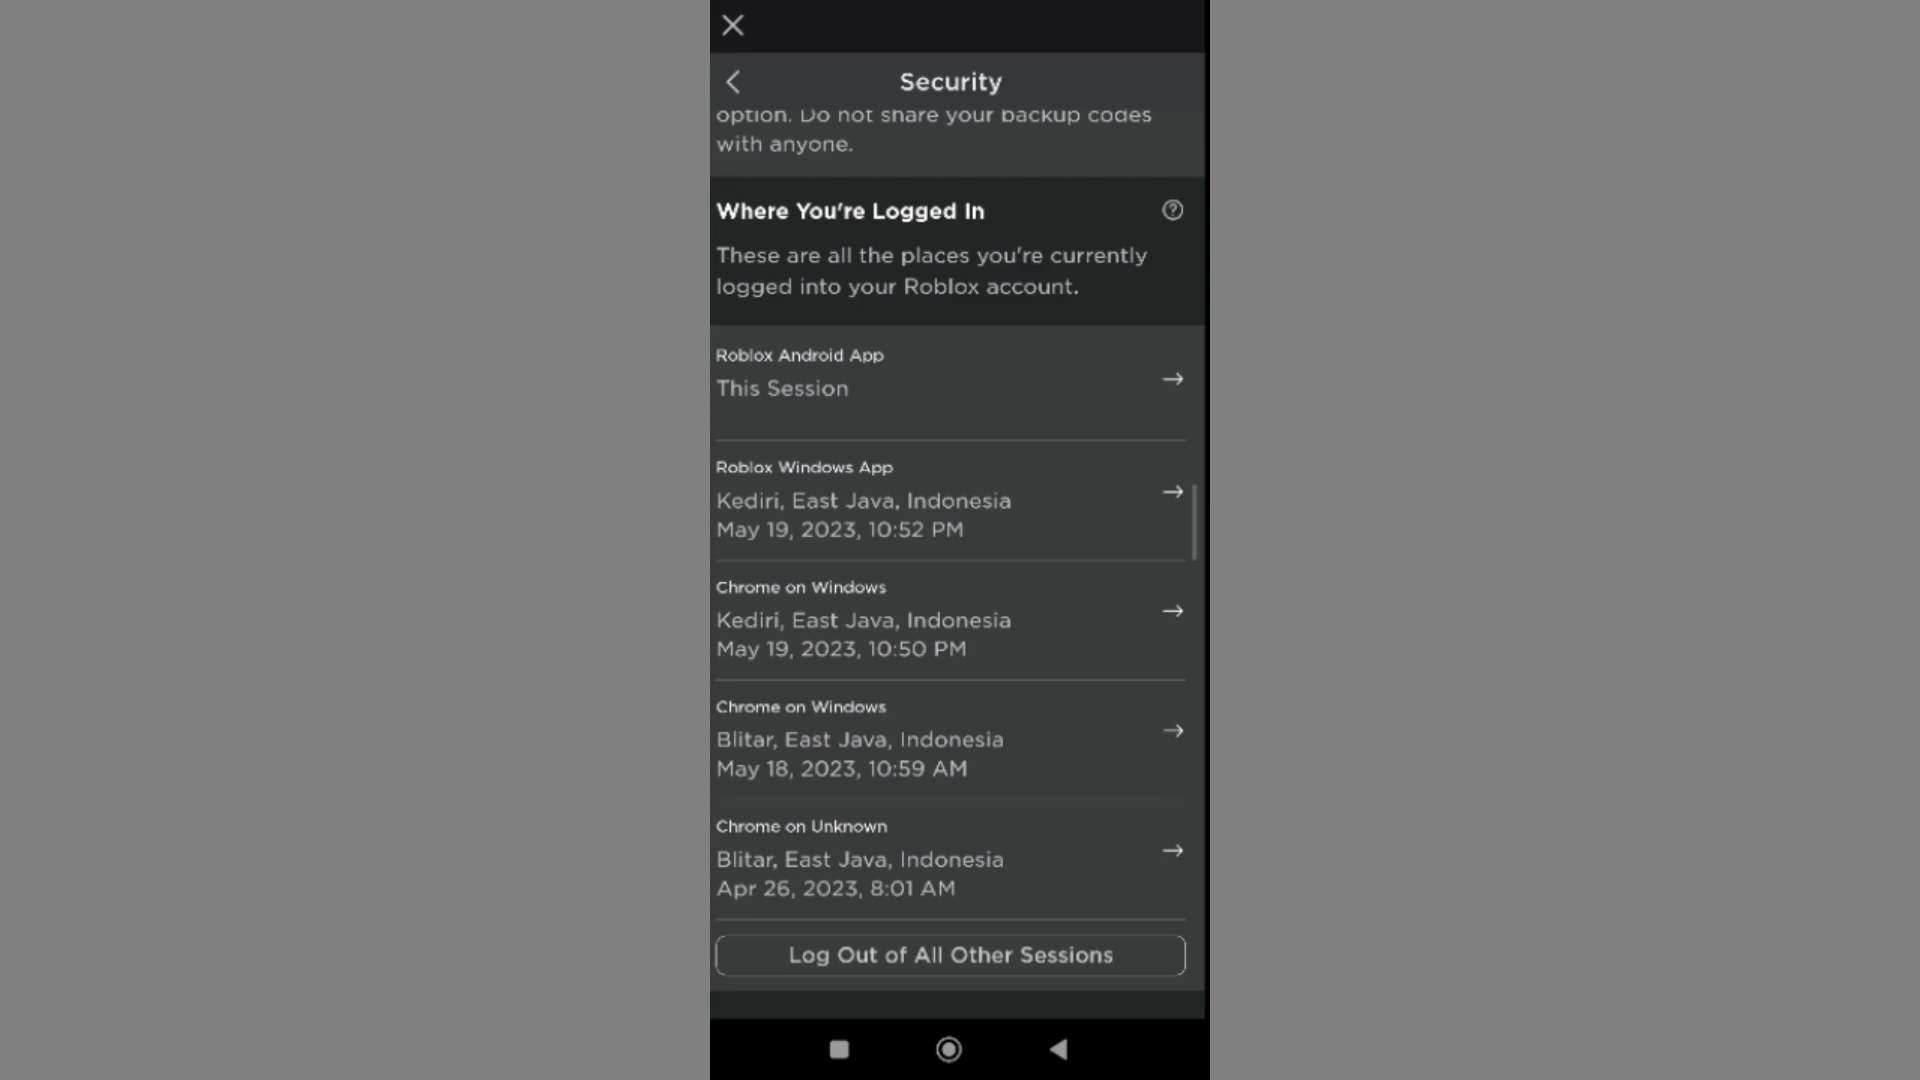 Security
option. Do not share your backup codes
with anyone.
Where You're Logged In
These are all the places you're currently
logged into your Roblox account.
Roblox Android App
This Session
Roblox Windows App
Kediri, East Java, Indonesia
May 19, 2023, 10:52 PM
Chrome on Windows
Kediri, East Java, Indonesia
May 19, 2023, 10:50 PM
Chrome on Windows
Blitar, East Java, Indonesia
May 18, 2023, 10:59 AM
Chrome on Unknown
Blitar, East Java, Indonesia
Apr 26, 2023, 8:01 AM
Log Out of All Other Sessions